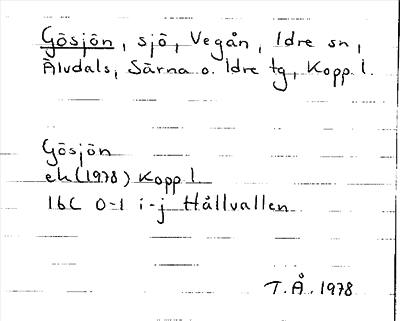 Gösjön, sjö, Vegån, Idre sn,
Älvdals, Särna o. Idre tg, Kopp. l.
Gösjön
ek(1978) Kopp l.
16C 0-1 i-j Hållvallen
T.Å. 1978